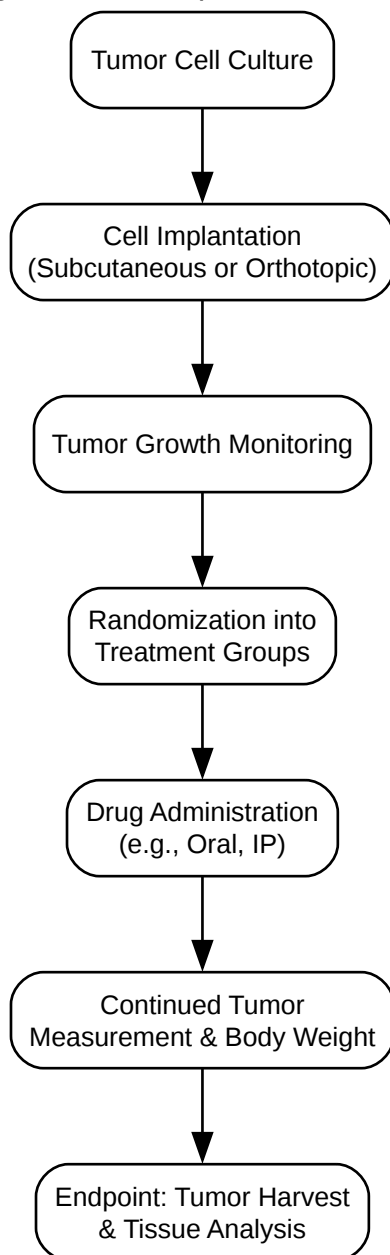 Tumor Cell Culture
Cell Implantation
(Subcutaneous or Orthotopic)
Tumor Growth Monitoring
Randomization into
Treatment Groups
Drug Administration
(e.g., Oral, IP)
Continued Tumor
Measurement & Body Weight
Endpoint: Tumor Harvest
& Tissue Analysis